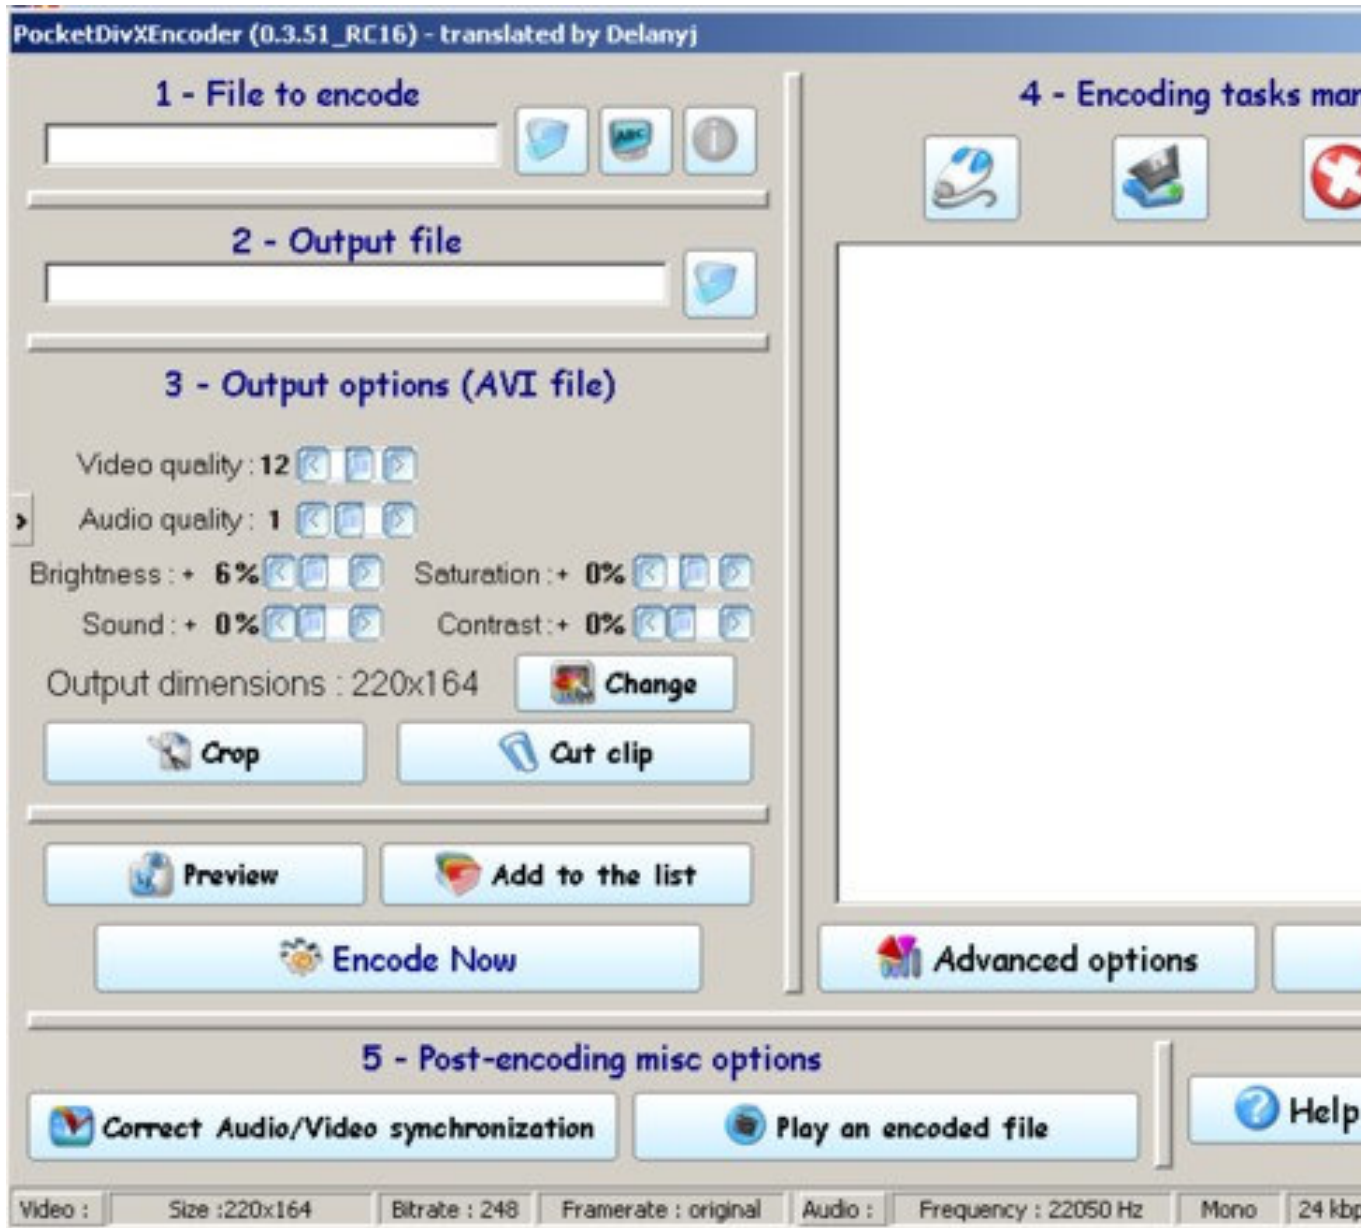 PocketDivXEncoder (0.3.51_RC16) - translated by Delanyj
1 - File to encode
ABC
2 - Output file
3 - Output options (AVI file)
Video quality : 12
Audio quality : 1
Brightness : + 6% Saturation :+ 0%
Sound : + 0% Contrast :+ 0%
Output dimensions : 220x164 Change
Crop Cut clip
Preview Add to the list
Encode Now
4 - Encoding tasks mar
Advanced options
5 - Post-encoding misc options
Correct Audio/Video synchronization Play an encoded file Help
Video : Size :220x164 Bitrate : 248 Framerate : original Audio : Frequency : 22050 Hz Mono 24 kbp